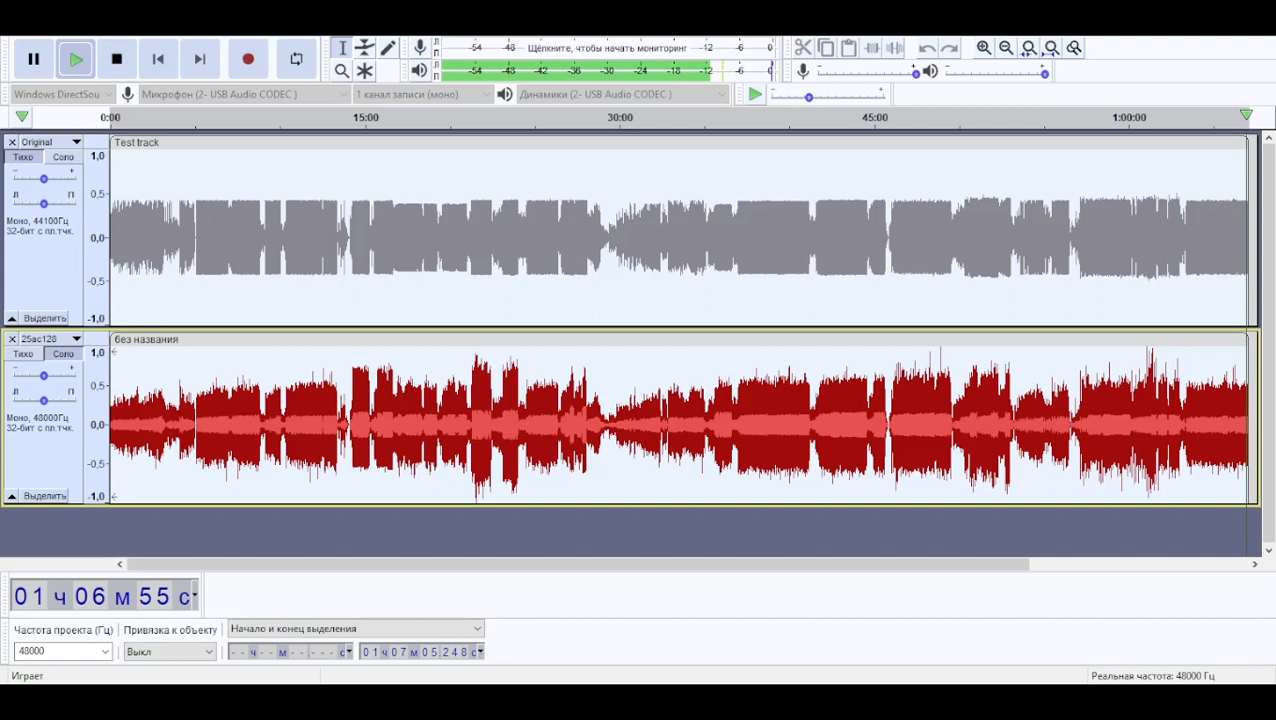 -54 -48 Щёлкните, чтобы начать мониторинг -12 -6 0
-54 -48 -42 -36 -30 -24 -18 -12 -6 0
Windows DirectSou Микрофон (2- USB Audio CODEC ) 1 канал записи (моно) Динамики (2- USB Audio CODEC )
0:00 15:00 30:00 45:00 1:00:00
Original
Test track
Тихо Соло
- +
Л П
Моно, 44100Гц
32-бит с пл.тчк.
Выделить
1,0
0,5
0,0
-0,5
-1,0
25ac128
без названия
Тихо Соло
- +
Л П
Моно, 48000Гц
32-бит с пл.тчк.
Выделить
1,0
0,5
0,0
-0,5
-1,0
01 ч 06 м 55 с
Частота проекта (Гц) Привязка к объекту Начало и конец выделения
48000 Выкл - - ч - - м - - . - - - с 01 ч 07 м 05.248 с
Играет Реальная частота: 48000 Гц